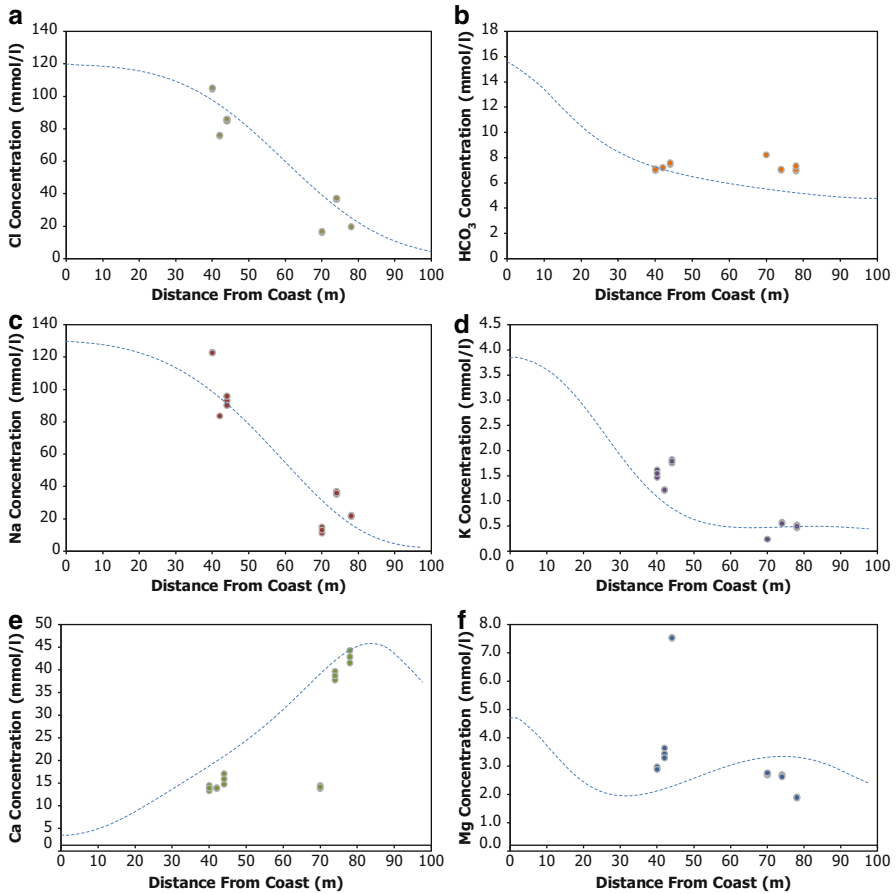 a
Cl Concentration (mmol/l)
140
120
100
80
60
40
20
0
0 10 20 30 40 50 60 70 80 90 100
Distance From Coast (m)
b
HCO3 Concentration (mmol/l)
18
16
14
12
10
8
6
4
2
0
0 10 20 30 40 50 60 70 80 90 100
Distance From Coast (m)
c
Na Concentration (mmol/l)
140
120
100
80
60
40
20
0
0 10 20 30 40 50 60 70 80 90 100
Distance From Coast (m)
d
K Concentration (mmol/l)
4.5
4.0
3.5
3.0
2.5
2.0
1.5
1.0
0.5
0.0
0 10 20 30 40 50 60 70 80 90 100
Distance From Coast (m)
e
Ca Concentration (mmol/l)
50
45
40
35
30
25
20
15
10
5
0
0 10 20 30 40 50 60 70 80 90 100
Distance From Coast (m)
f
Mg Concentration (mmol/l)
8.0
7.0
6.0
5.0
4.0
3.0
2.0
1.0
0.0
0 10 20 30 40 50 60 70 80 90 100
Distance From Coast (m)